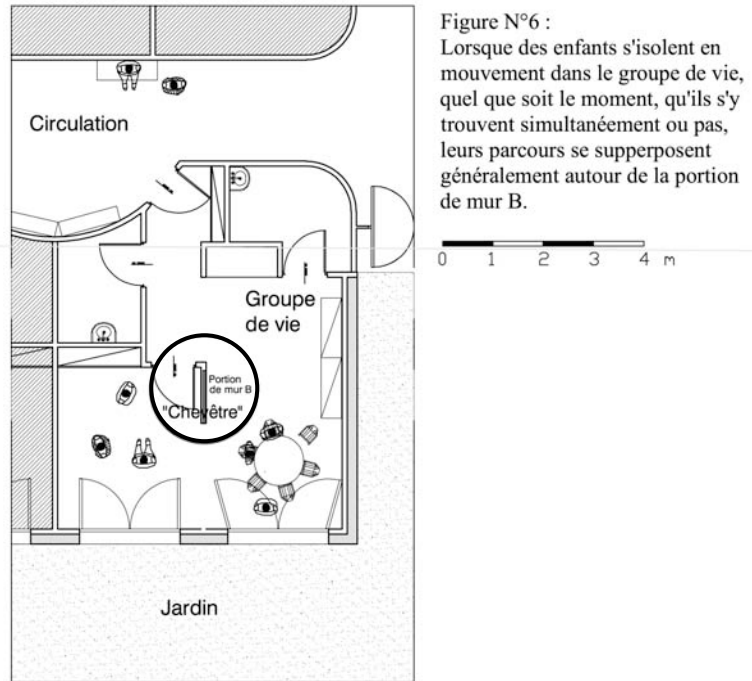 Figure N°6 :
Lorsque des enfants s'isolent en
mouvement dans le groupe de vie,
quel que soit le moment, qu'ils s'y
trouvent simultanéement ou pas,
leurs parcours se supperposent
généralement autour de la portion
de mur B.
0 1 2 3 4 m
Circulation
Groupe
de vie
Portion
de mur B
"Chevêtre"
Jardin